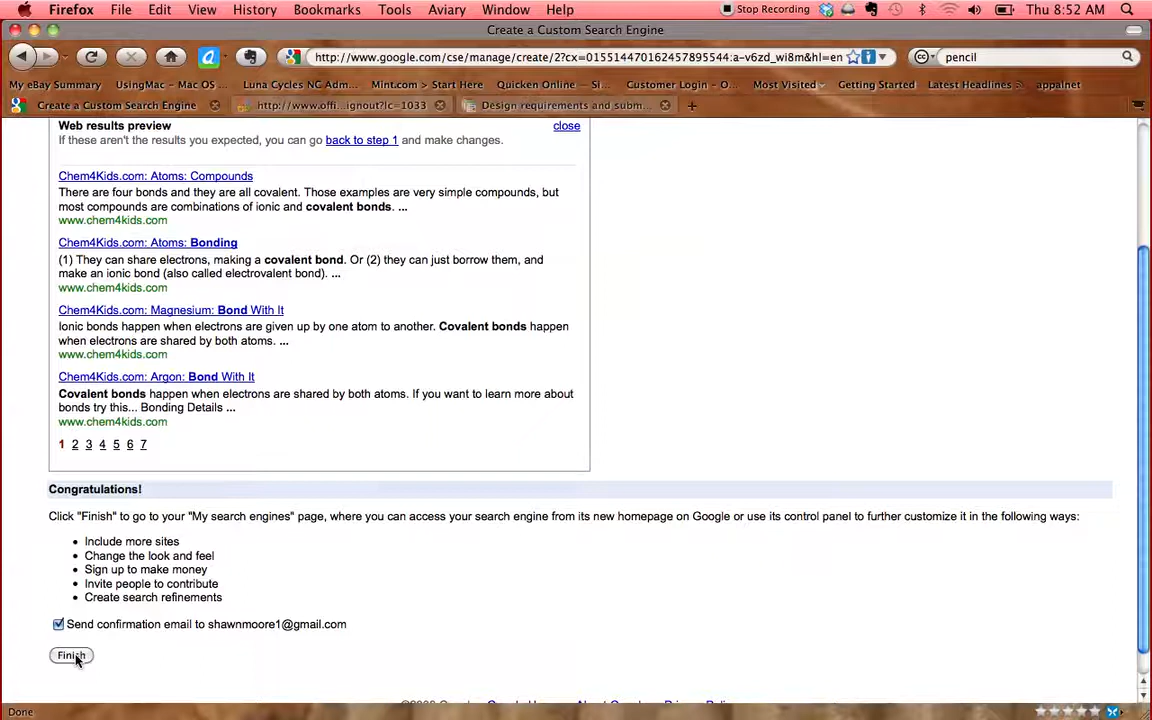 Firefox File Edit View History Bookmarks Tools Aviary Window Help Stop Recording Thu 8:52 AM
Create a Custom Search Engine
http://www.google.com/cse/manage/create/2?cx=015514470162457895544:a-v6zd_wi8m&hl=en pencil
My eBay Summary UsingMac - Mac OS ... Luna Cycles NC Adm... Mint.com > Start Here Quicken Online - Si... Customer Login - O... Most Visited Getting Started Latest Headlines appalnet
Create a Custom Search Engine http://www.offi...ignout?lc=1033 Design requirements and subm...
Web results preview close
If these aren't the results you expected, you can go back to step 1 and make changes.
Chem4Kids.com: Atoms: Compounds
There are four bonds and they are all covalent. Those examples are very simple compounds, but
most compounds are combinations of ionic and covalent bonds. ...
www.chem4kids.com
Chem4Kids.com: Atoms: Bonding
(1) They can share electrons, making a covalent bond. Or (2) they can just borrow them, and
make an ionic bond (also called electrovalent bond). ...
www.chem4kids.com
Chem4Kids.com: Magnesium: Bond With It
Ionic bonds happen when electrons are given up by one atom to another. Covalent bonds happen
when electrons are shared by both atoms. ...
www.chem4kids.com
Chem4Kids.com: Argon: Bond With It
Covalent bonds happen when electrons are shared by both atoms. If you want to learn more about
bonds try this... Bonding Details ...
www.chem4kids.com
1 2 3 4 5 6 7
Congratulations!
Click "Finish" to go to your "My search engines" page, where you can access your search engine from its new homepage on Google or use its control panel to further customize it in the following ways:
Include more sites
Change the look and feel
Sign up to make money
Invite people to contribute
Create search refinements
Send confirmation email to shawnmoore1@gmail.com
Finish
Done